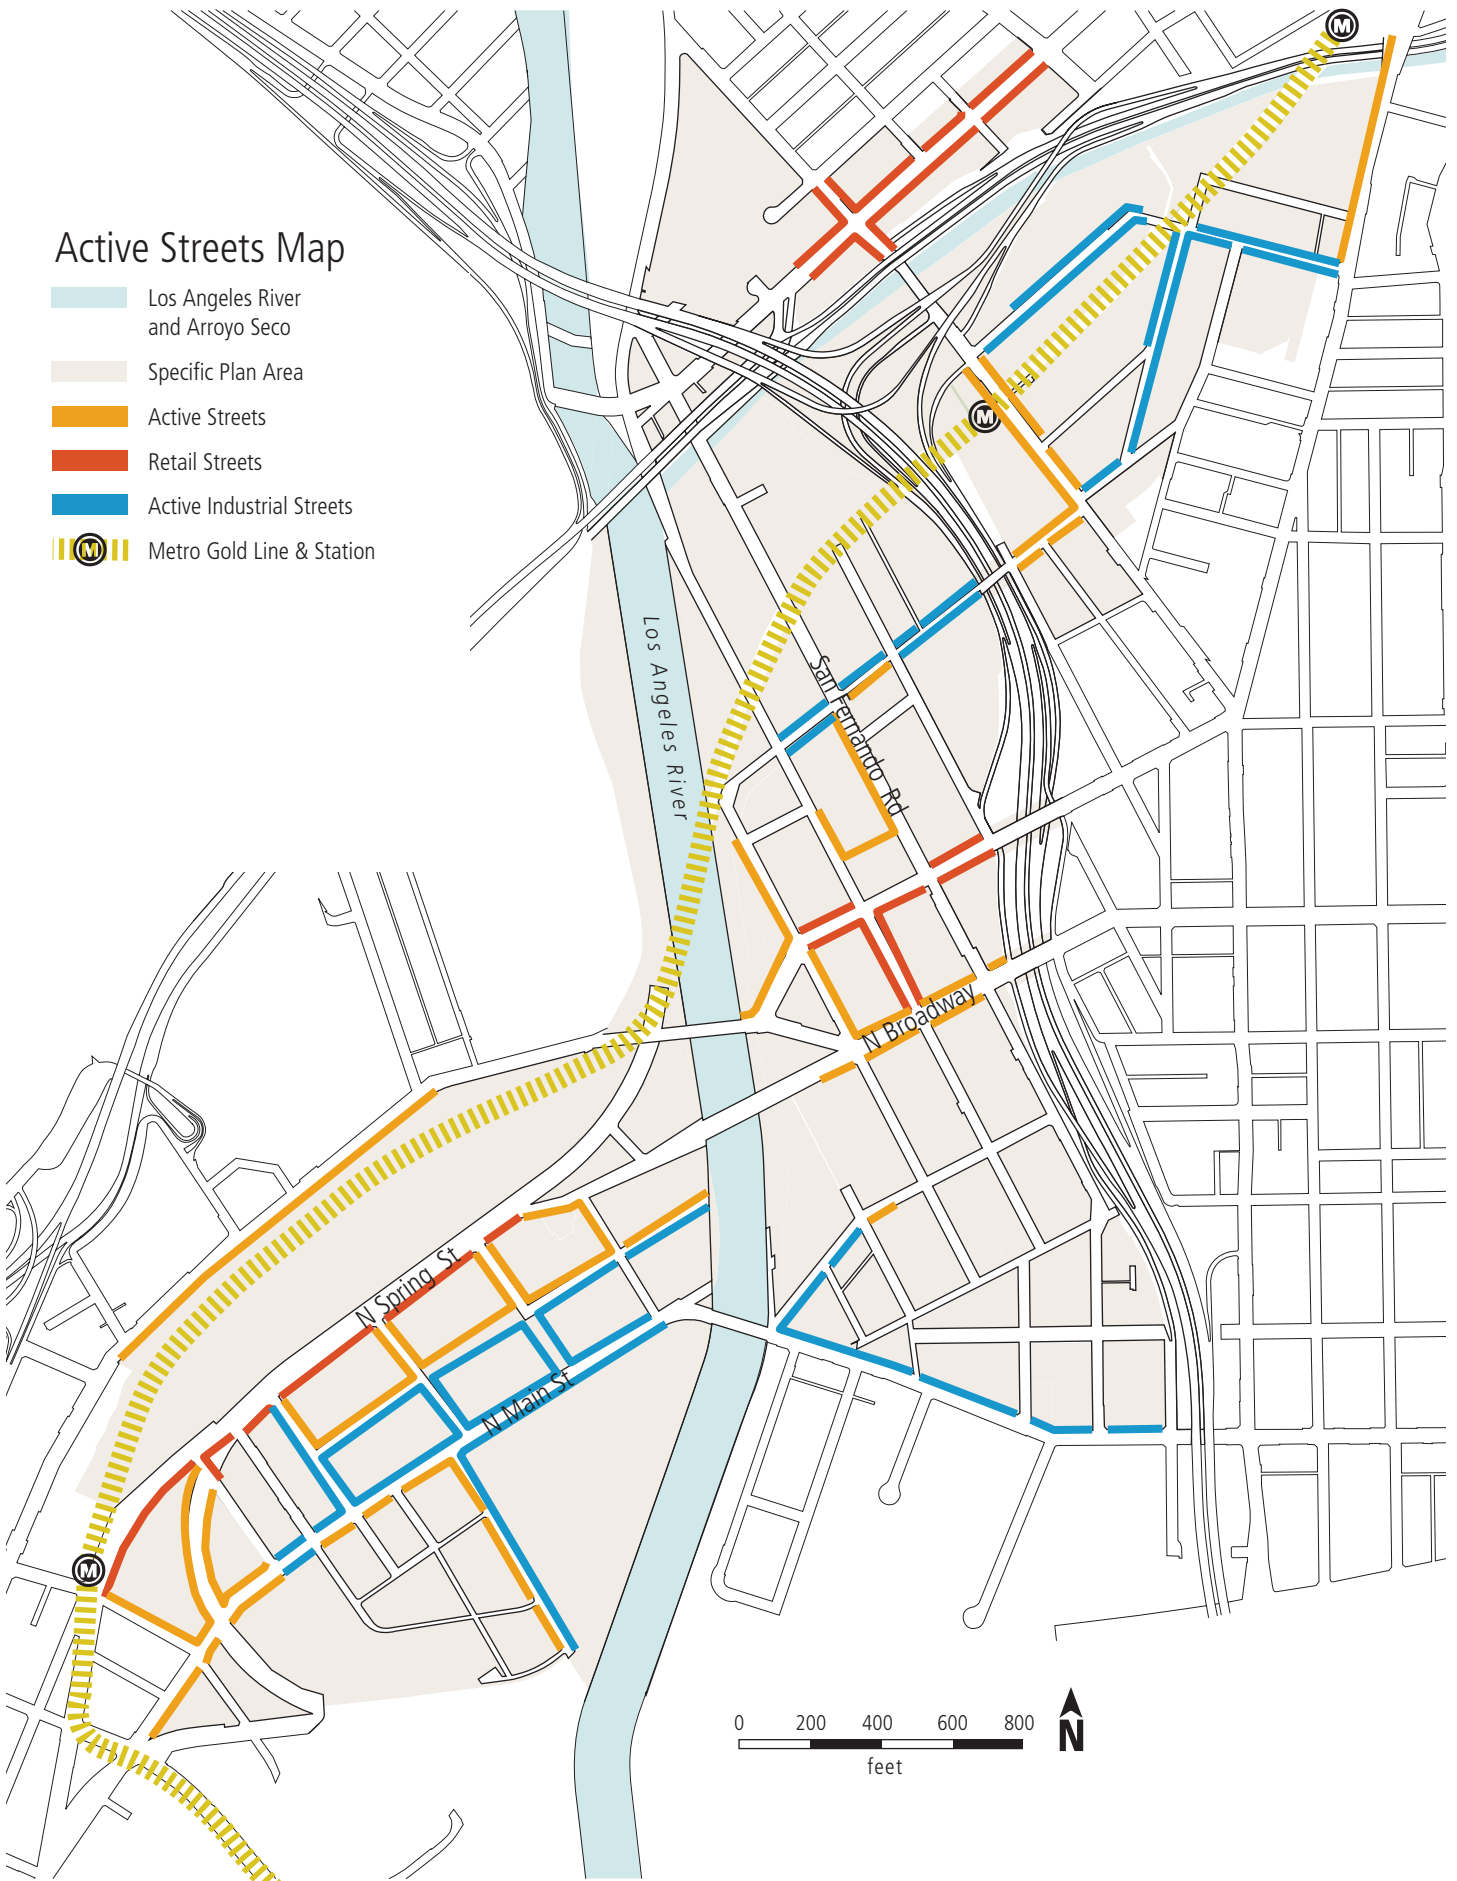 M
Active Streets Map
Los Angeles River
and Arroyo Seco
Specific Plan Area
M
Active Streets
Retail Streets
Active Industrial Streets
M
Metro Gold Line & Station
Los Angeles River
San Fernando Rd
N Broadway
N Spring St
N Main St
M
0 200 400 600 800
feet
N